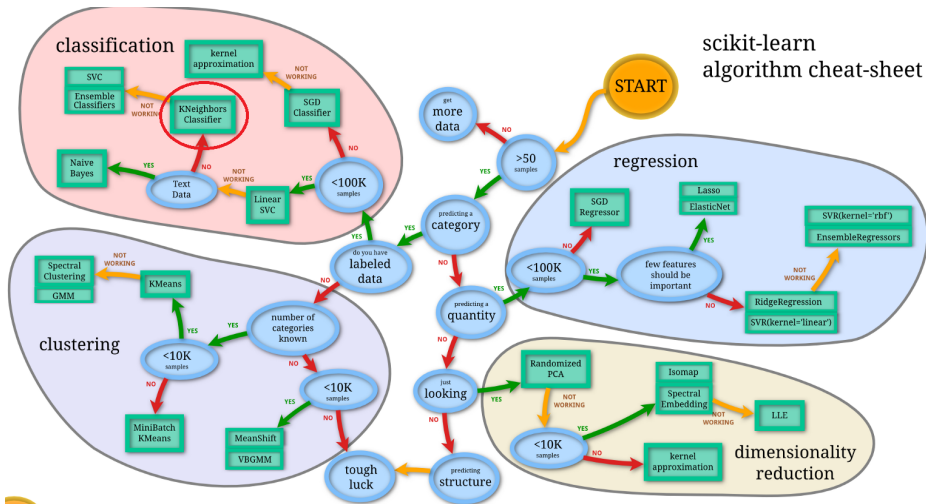 scikit-learn
algorithm cheat-sheet
START
get
more
data
NO
>50
samples
YES
predicting a
category
YES
NO
do you have
labeled
data
YES
NO
predicting a
quantity
YES
NO
just
looking
YES
NO
predicting
structure
tough
luck
classification
kernel
approximation
NOT
WORKING
SGD
Classifier
NO
<100K
samples
YES
Linear
SVC
NOT
WORKING
Text
Data
YES
NO
Naive
Bayes
KNeighbors
Classifier
NOT
WORKING
SVC
Ensemble
Classifiers
regression
<100K
samples
NO
SGD
Regressor
YES
few features
should be
important
YES
Lasso
ElasticNet
NO
RidgeRegression
SVR(kernel='linear')
NOT
WORKING
SVR(kernel='rbf')
EnsembleRegressors
clustering
number of
categories
known
YES
NO
<10K
samples
YES
NO
KMeans
NOT
WORKING
Spectral
Clustering
GMM
MiniBatch
KMeans
<10K
samples
YES
NO
MeanShift
VBGMM
dimensionality
reduction
Randomized
PCA
NOT
WORKING
<10K
samples
YES
NO
Isomap
Spectral
Embedding
NOT
WORKING
LLE
kernel
approximation